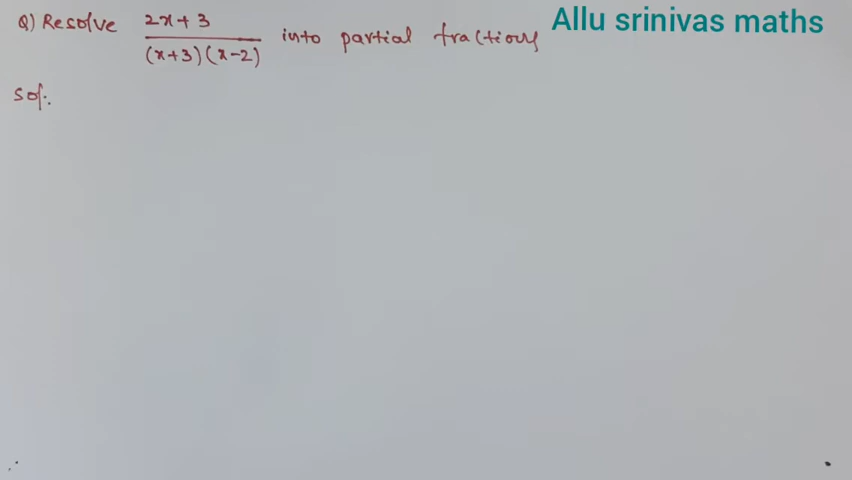 Allu srinivas maths
Q) Resolve 2x+3 / (x+3)(x-2) into partial fractions
Sol:.